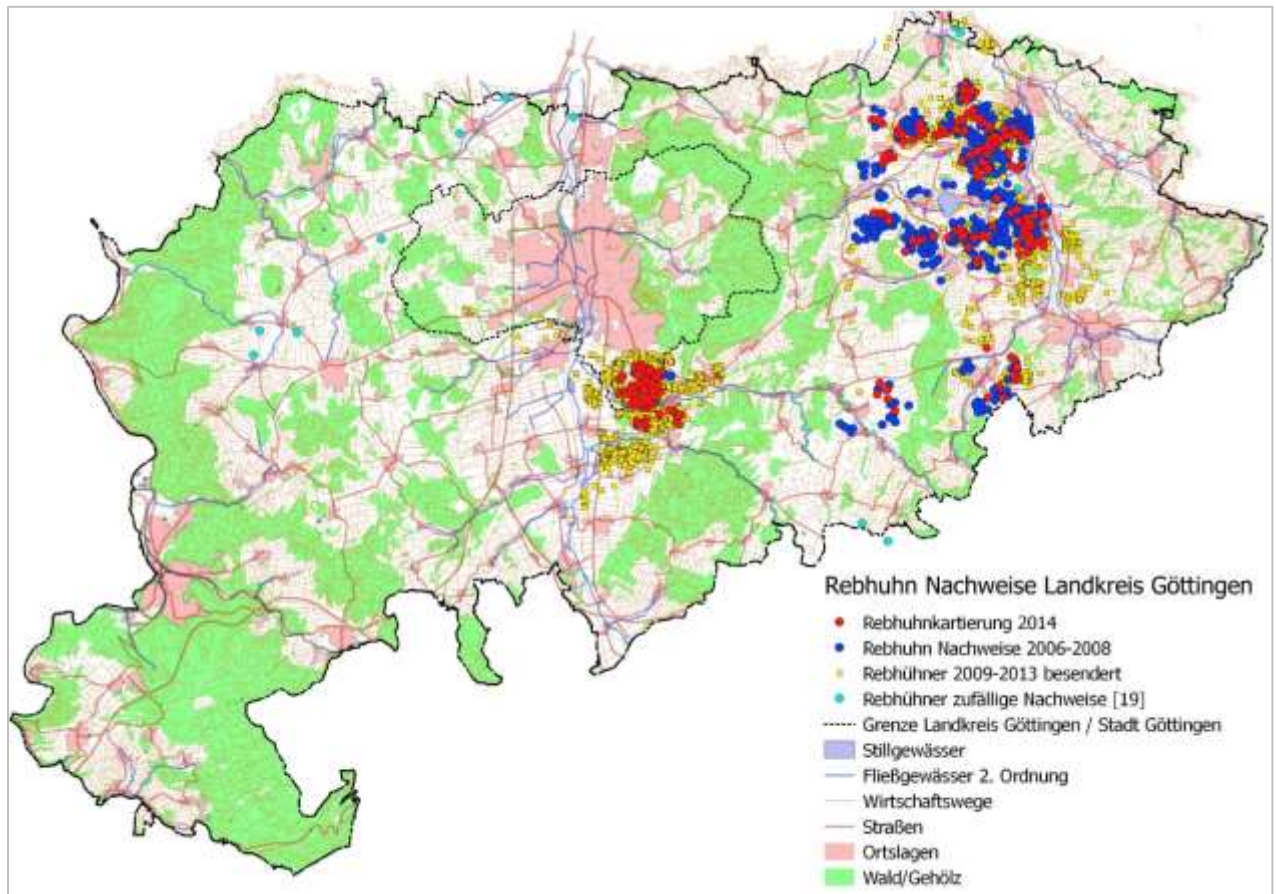 Rebhuhn Nachweise Landkreis Göttingen
Rebhuhnkartierung 2014
Rebhuhn Nachweise 2006-2008
Rebhühner 2009-2013 besendert
Rebhühner zufällige Nachweise [19]
Grenze Landkreis Göttingen / Stadt Göttingen
Stillgewässer
Fließgewässer 2. Ordnung
Wirtschaftswege
Straßen
Ortslagen
Wald/Gehölz